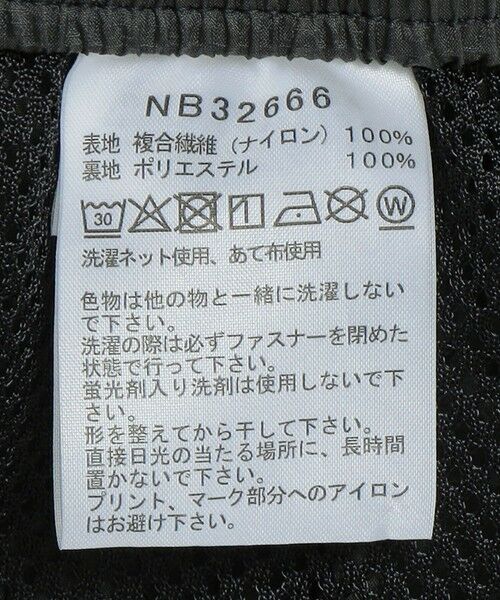 NB32666
表地 複合繊維(ナイロン) 100%
裏地 ポリエステル 100%
30 W
洗濯ネット使用、あて布使用
色物は他の物と一緒に洗濯しない
で下さい。
洗濯の際は必ずファスナーを閉めた
状態で行って下さい。
蛍光剤入り洗剤は使用しないで下
さい。
形を整えてから干して下さい。
直接日光の当たる場所に、長時間
置かないで下さい。
プリント、マーク部分へのアイロン
はお避け下さい。